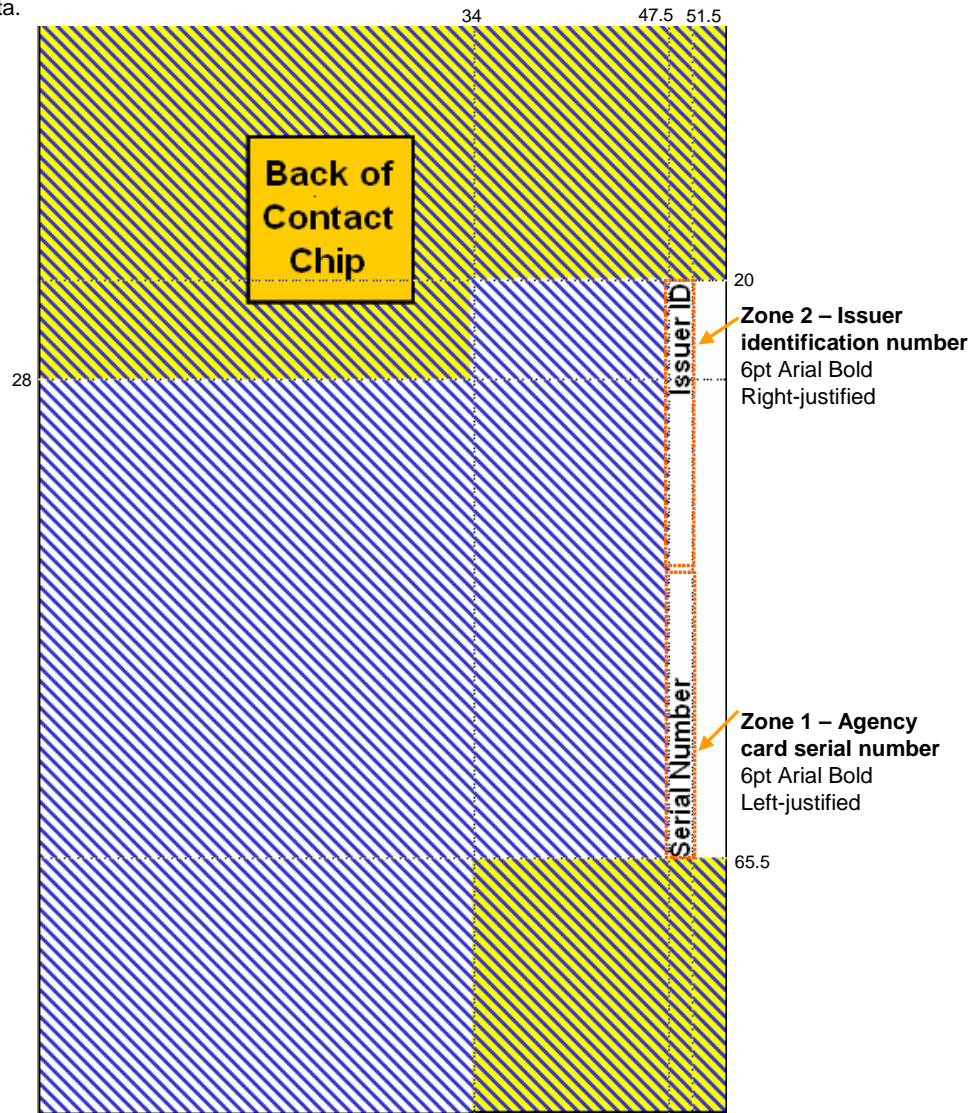 ta.
34
47.5
51.5
Back of
Contact
Chip
20
Issuer ID
Zone 2 – Issuer
identification number
6pt Arial Bold
Right-justified
28
Serial Number
Zone 1 – Agency
card serial number
6pt Arial Bold
Left-justified
65.5